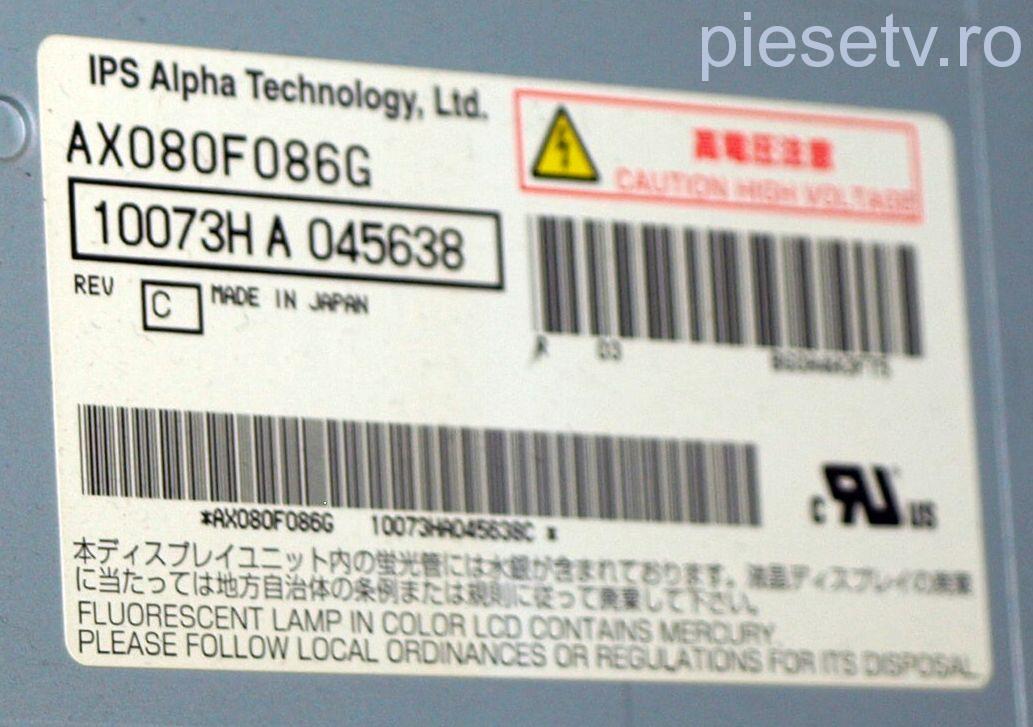 piesetv.ro
IPS Alpha Technology, Ltd.
AX080F086G
高電圧注意
CAUTION HIGH VOLTAGE
10073H A 045638
REV C MADE IN JAPAN
R 03
*AX080F086G 10073HA045638C *
C RU US
本ディスプレイユニット内の蛍光管には水銀が含まれております。液晶ディスプレイの廃棄
に当たっては地方自治体の条例または規則に従って廃棄して下さい。
FLUORESCENT LAMP IN COLOR LCD CONTAINS MERCURY.
PLEASE FOLLOW LOCAL ORDINANCES OR REGULATIONS FOR ITS DISPOSAL.